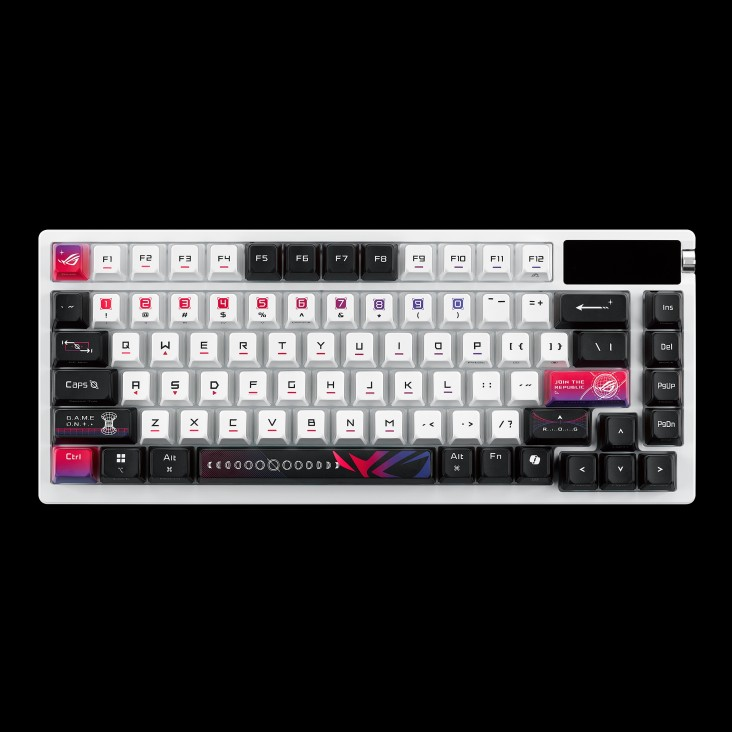 F1 F2 F3 F4 F5 F6 F7 F8 F9 F10 F11 F12
1 2 3 4 5 6 7 8 9 0 - = +
! @ # $ % ^ & * ( )
Ins
Q W E R T Y U I O P [ { ] } \ |
Del
Caps A S D F G H J K L
JOIN THE
REPUBLIC
PgUp
G.A.M.E
Z X C V B N M , < . > / ?
R.O.G
PgDn
Ctrl Alt Alt Fn